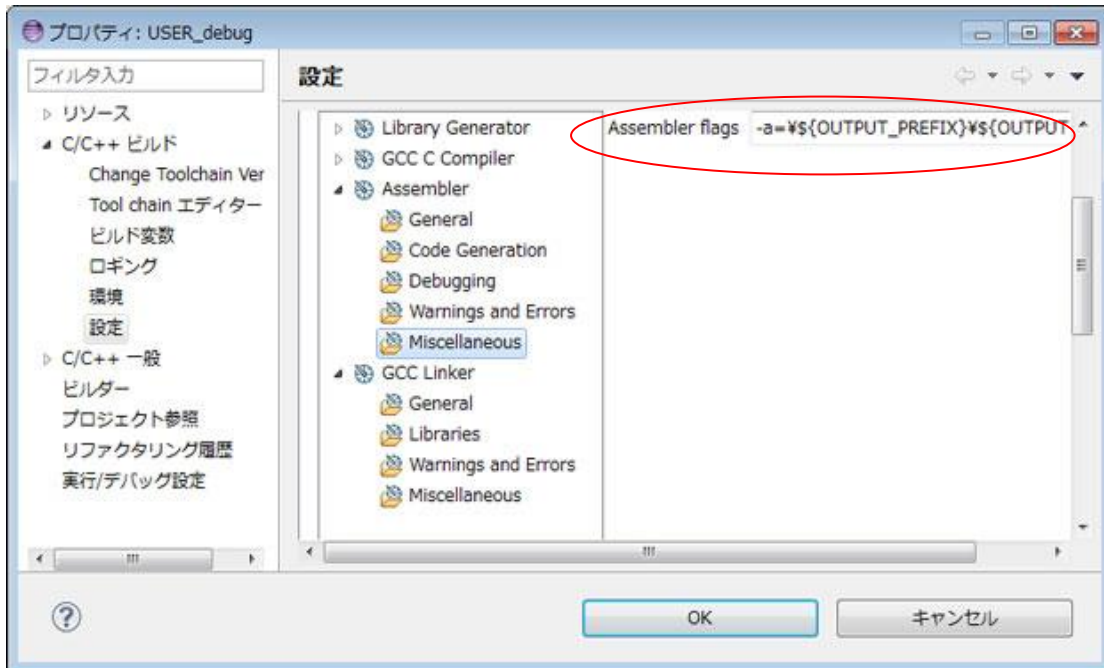 プロパティ: USER_debug
フィルタ入力
リソース
C/C++ ビルド
Change Toolchain Ver
Tool chain エディター
ビルド変数
ロギング
環境
設定
C/C++ 一般
ビルダー
プロジェクト参照
リファクタリング履歴
実行/デバッグ設定
設定
Library Generator
GCC C Compiler
Assembler
General
Code Generation
Debugging
Warnings and Errors
Miscellaneous
GCC Linker
General
Libraries
Warnings and Errors
Miscellaneous
Assembler flags -a=¥${OUTPUT_PREFIX}¥${OUTPUT
OK
キャンセル